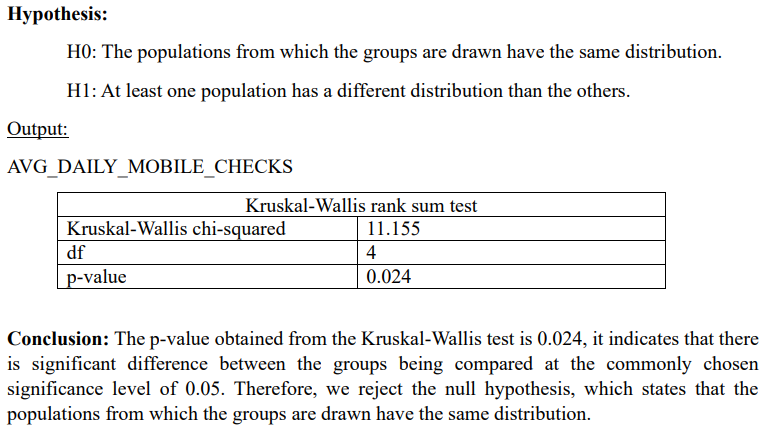 Hypothesis:
H0: The populations from which the groups are drawn have the same distribution.
H1: At least one population has a different distribution than the others.
Output:
AVG_DAILY_MOBILE_CHECKS
Kruskal-Wallis rank sum test
Kruskal-Wallis chi-squared 11.155
df 4
p-value 0.024
Conclusion: The p-value obtained from the Kruskal-Wallis test is 0.024, it indicates that there
is significant difference between the groups being compared at the commonly chosen
significance level of 0.05. Therefore, we reject the null hypothesis, which states that the
populations from which the groups are drawn have the same distribution.